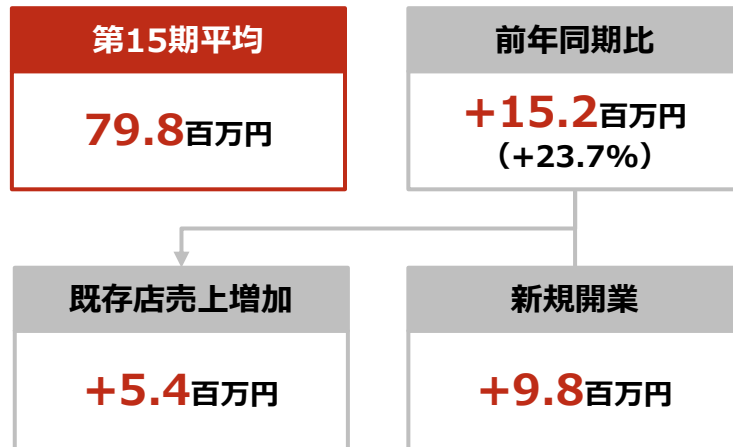 第15期平均
79.8百万円
前年同期比
+15.2百万円
（+23.7%）
既存店売上増加
+5.4百万円
新規開業
+9.8百万円